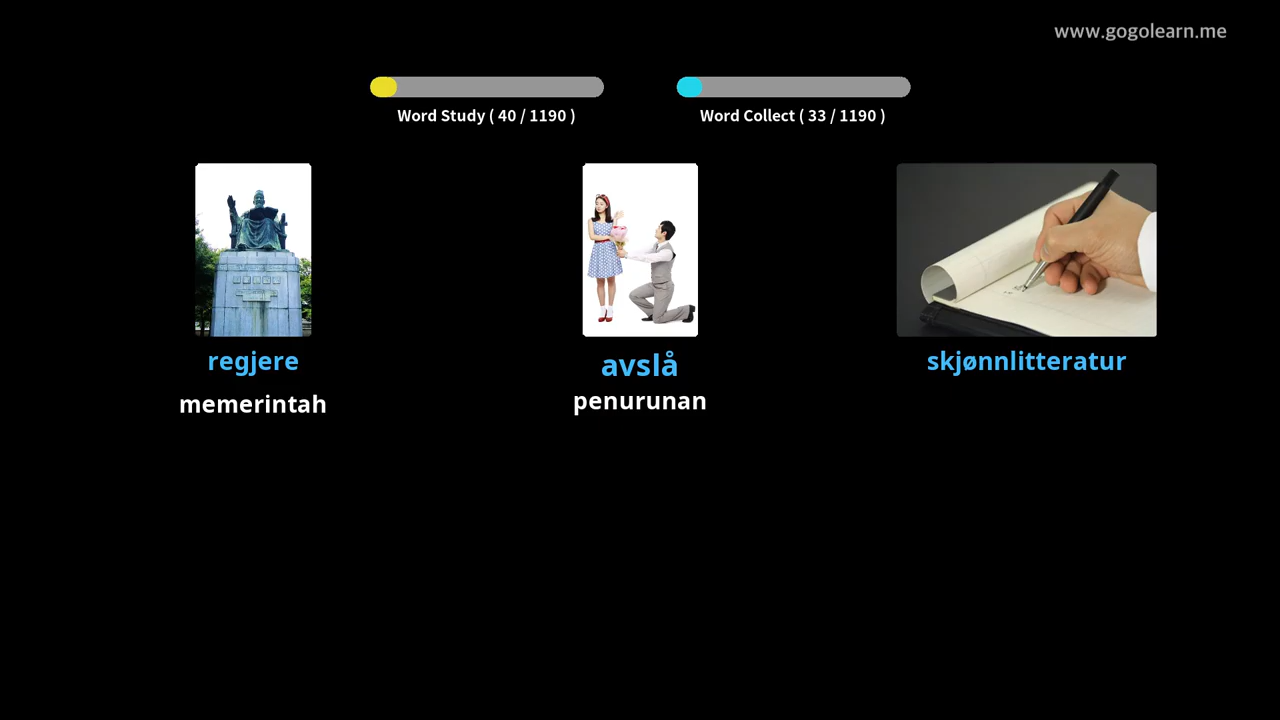 www.gogolearn.me
Word Study ( 40 / 1190 )
Word Collect ( 33 / 1190 )
regjere
avslå
skjønnlitteratur
memerintah
penurunan